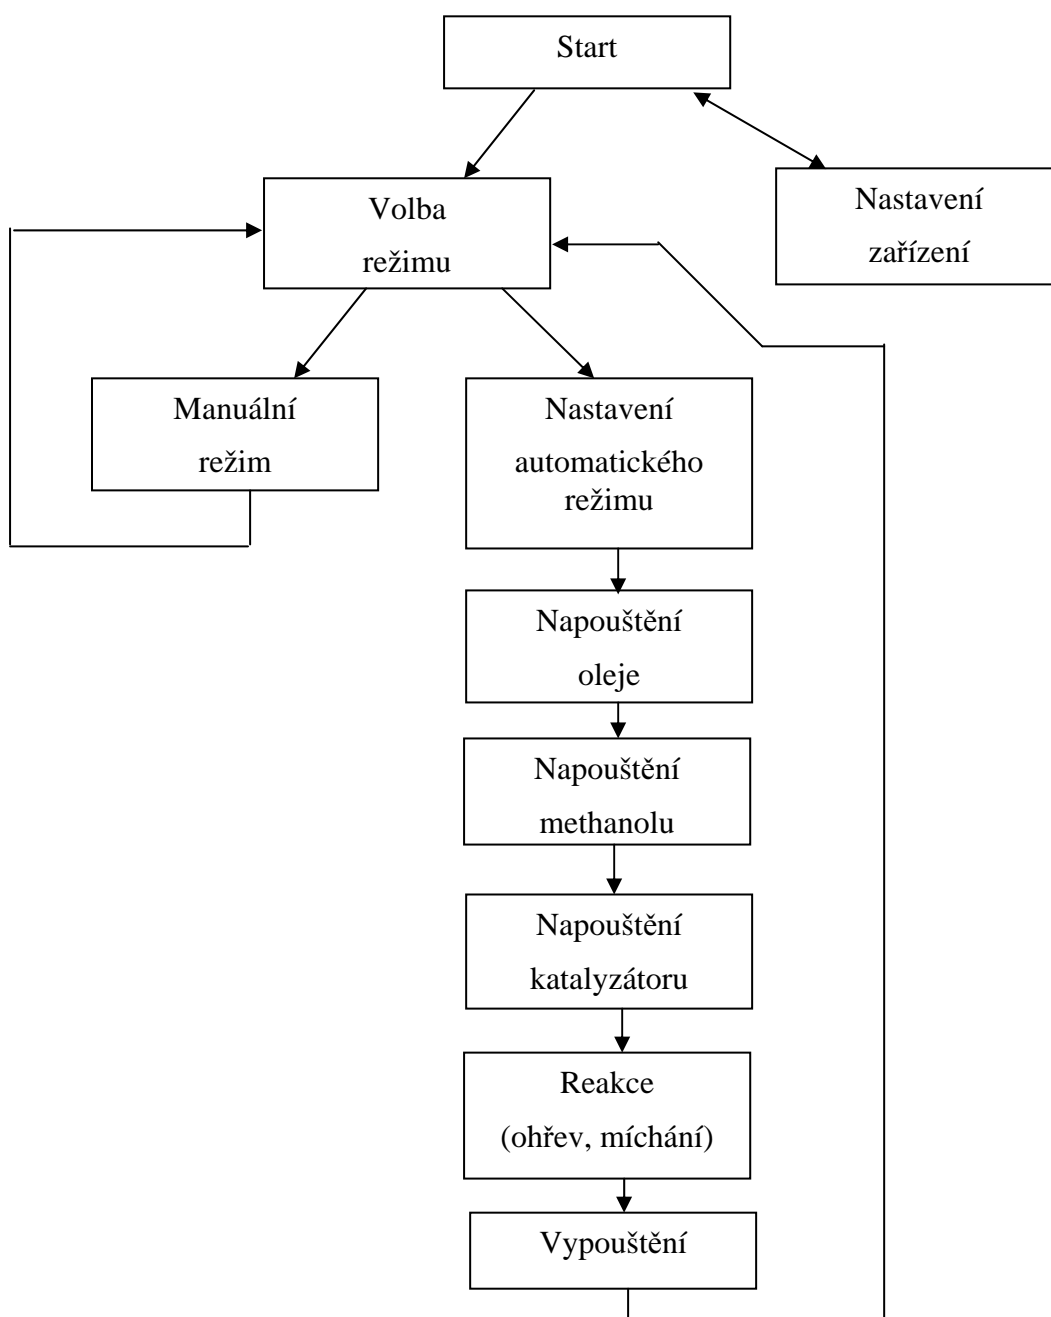 Start
Nastavení
zařízení
Volba
režimu
Manuální
režim
Nastavení
automatického
režimu
Napouštění
oleje
Napouštění
methanolu
Napouštění
katalyzátoru
Reakce
(ohřev, míchání)
Vypouštění